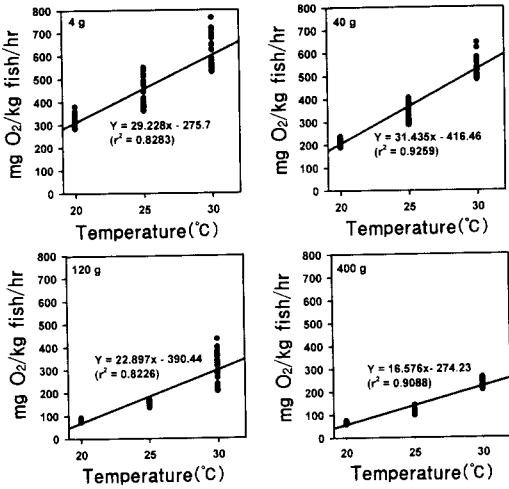 4 g
800
700
600
500
400
300
200
100
0
mg O₂/kg fish/hr
Y = 29.228x - 275.7
(r² = 0.8283)
20 25 30
Temperature(℃)
40 g
800
700
600
500
400
300
200
100
0
mg O₂/kg fish/hr
Y = 31.435x - 416.46
(r² = 0.9259)
20 25 30
Temperature(℃)
120 g
800
700
600
500
400
300
200
100
0
mg O₂/kg fish/hr
Y = 22.897x - 390.44
(r² = 0.8226)
20 25 30
Temperature(℃)
400 g
800
700
600
500
400
300
200
100
0
mg O₂/kg fish/hr
Y = 16.576x- 274.23
(r² = 0.9088)
20 25 30
Temperature(℃)